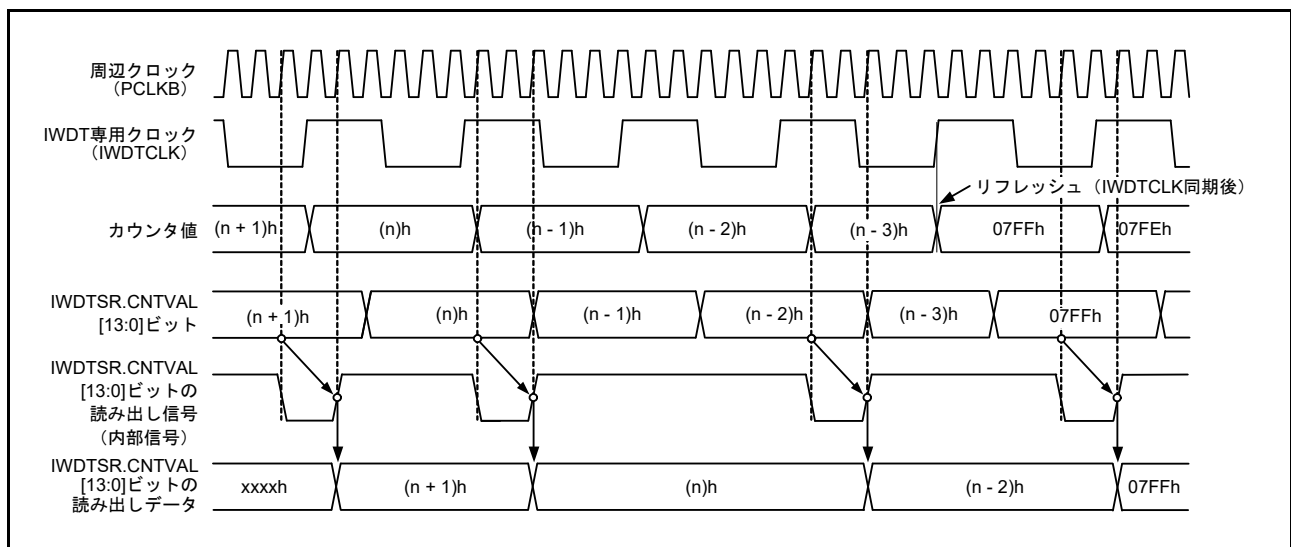 周辺クロック
（PCLKB）
IWDT専用クロック
（IWDTCLK）
リフレッシュ（IWDTCLK同期後）
カウンタ値
(n + 1)h
(n)h
(n - 1)h
(n - 2)h
(n - 3)h
07FFh
07FEh
IWDTSR.CNTVAL
[13:0]ビット
(n + 1)h
(n)h
(n - 1)h
(n - 2)h
(n - 3)h
07FFh
IWDTSR.CNTVAL
[13:0]ビットの
読み出し信号
（内部信号）
IWDTSR.CNTVAL
[13:0]ビットの
読み出しデータ
xxxxh
(n + 1)h
(n)h
(n - 2)h
07FFh